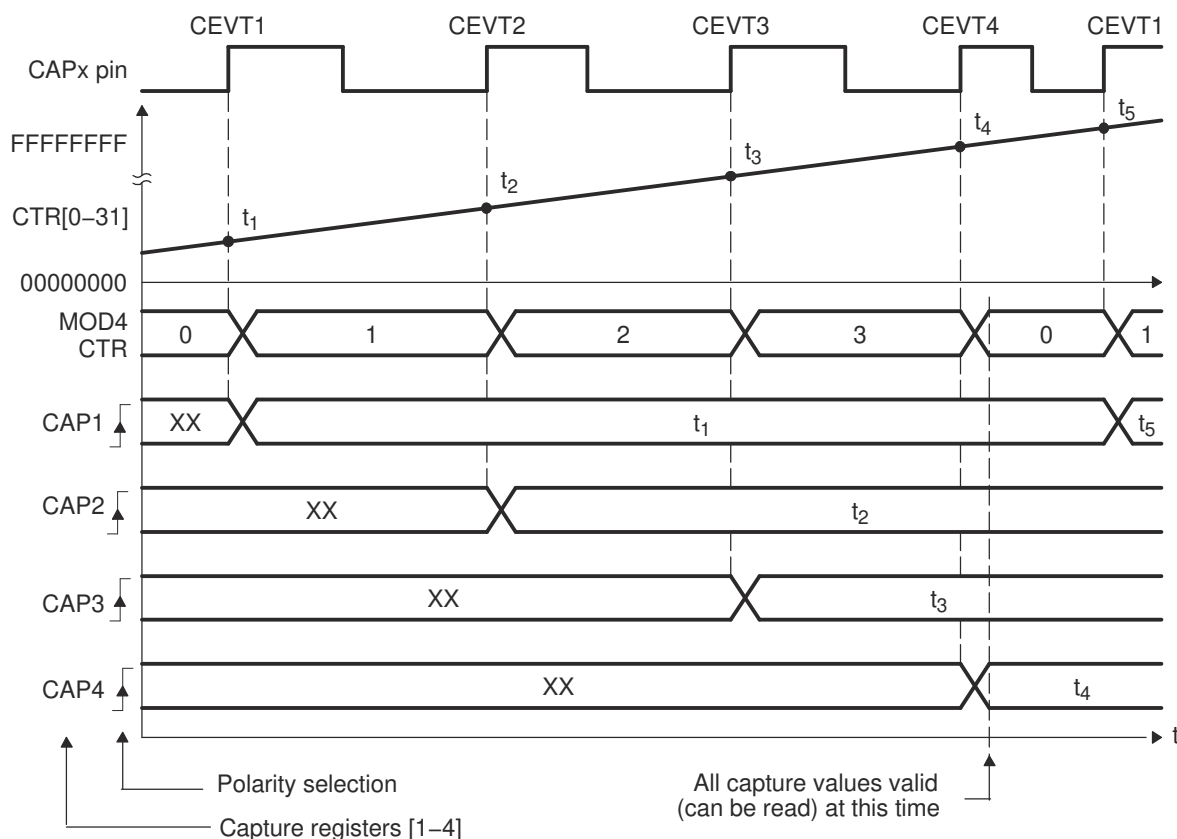 CEVT1 CEVT2 CEVT3 CEVT4 CEVT1
CAPx pin
t5
FFFFFFFF
t4
t3
t2
CTR[0−31]
t1
00000000
MOD4
CTR
0 1 2 3 0 1
CAP1 XX t1 t5
CAP2 XX t2
CAP3 XX t3
CAP4 XX t4
t
Polarity selection
All capture values valid
(can be read) at this time
Capture registers [1−4]